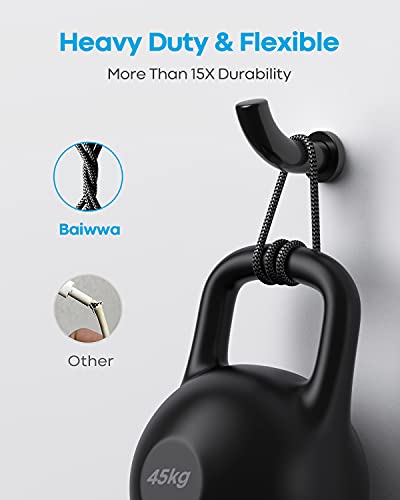 Heavy Duty & Flexible
More Than 15X Durability
Baiwwa
Other
45kg